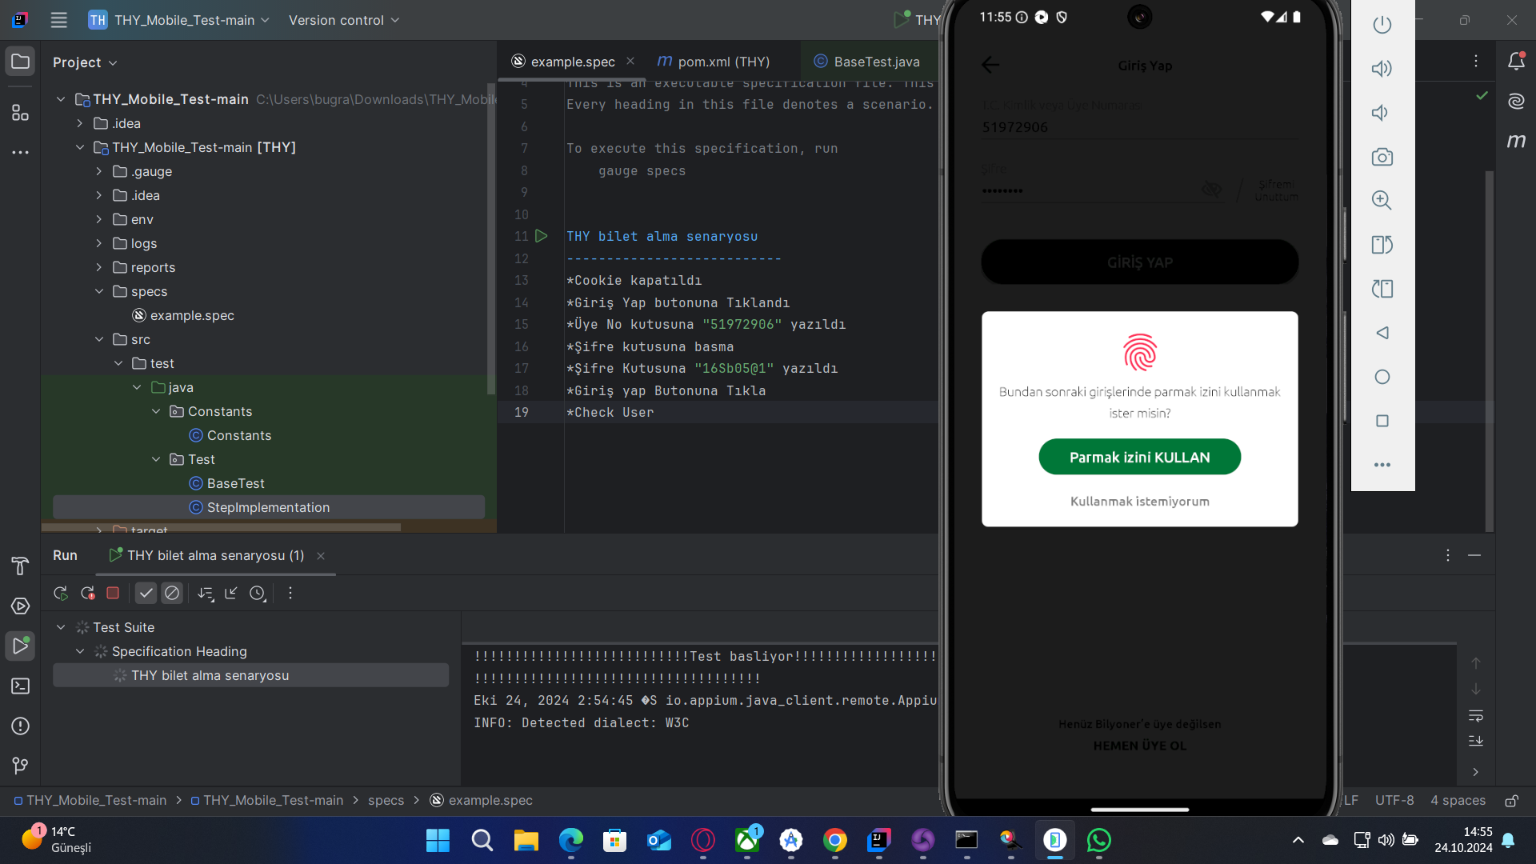 TH THY_Mobile_Test-main Version control THY
Project
THY_Mobile_Test-main C:\Users\bugra\Downloads\THY_Mobile
.idea
THY_Mobile_Test-main [THY]
.gauge
.idea
env
logs
reports
specs
example.spec
src
test
java
Constants
Constants
Test
BaseTest
StepImplementation
target
example.spec pom.xml (THY) BaseTest.java
4 This is an executable specification file. This
5 Every heading in this file denotes a scenario.
6
7 To execute this specification, run
8 gauge specs
9
10
11 THY bilet alma senaryosu
12 ---------------------------
13 *Cookie kapatıldı
14 *Giriş Yap butonuna Tıklandı
15 *Üye No kutusuna "51972906" yazıldı
16 *Şifre kutusuna basma
17 *Şifre Kutusuna "16Sb05@1" yazıldı
18 *Giriş yap Butonuna Tıkla
19 *Check User
Run THY bilet alma senaryosu (1)
Test Suite
Specification Heading
THY bilet alma senaryosu
!!!!!!!!!!!!!!!!!!!!!!!!!!!Test basliyor!!!!!!!!!!!!!!!!!!
!!!!!!!!!!!!!!!!!!!!!!!!!!!!!!!!!!!!
Eki 24, 2024 2:54:45 �S io.appium.java_client.remote.Appiu
INFO: Detected dialect: W3C
THY_Mobile_Test-main THY_Mobile_Test-main specs example.spec
LF UTF-8 4 spaces
11:55
Giriş Yap
T.C. Kimlik veya Üye Numarası
51972906
Şifre
••••••••
Şifremi
Unuttum
GİRİŞ YAP
Bundan sonraki girişlerinde parmak izini kullanmak
ister misin?
Parmak izini KULLAN
Kullanmak istemiyorum
Henüz Bilyoner'e üye değilsen
HEMEN ÜYE OL
1
14°C
Güneşli
1
14:55
24.10.2024